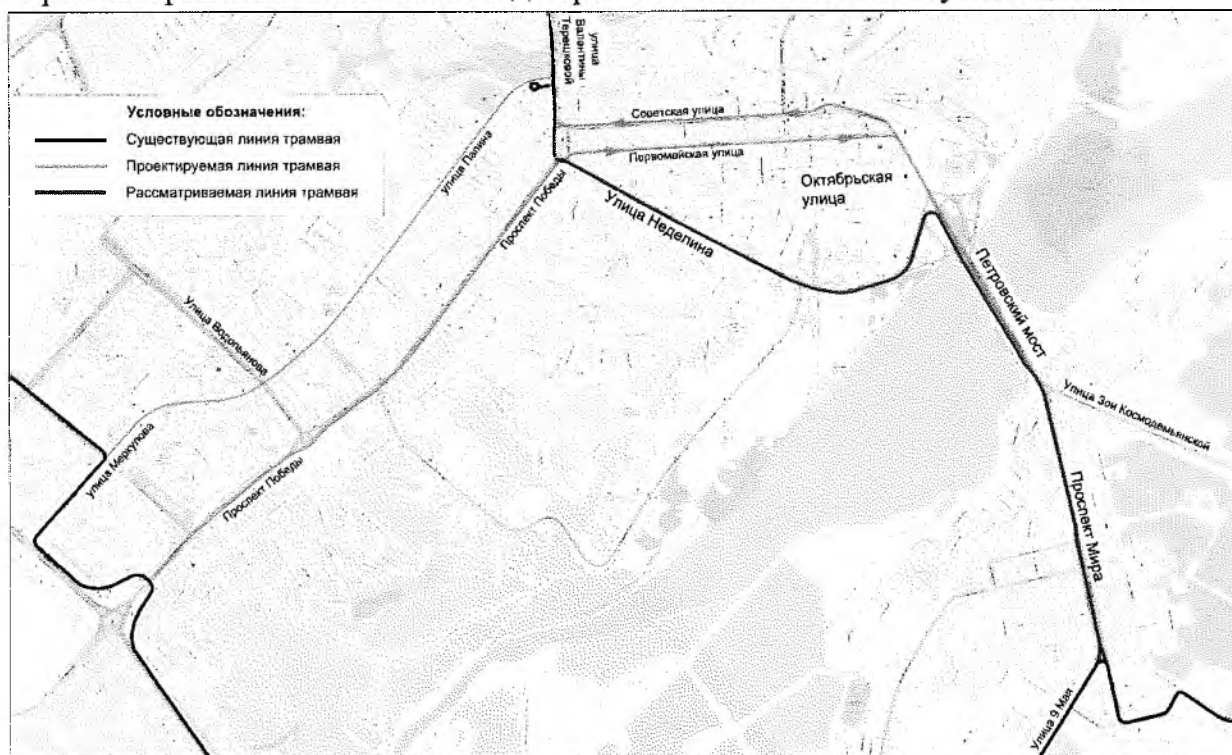 улица
Валентины
Терешковой
Условные обозначения:
Существующая линия трамвая
Проектируемая линия трамвая
Рассматриваемая линия трамвая
Советская улица
Первомайская улица
улица Папина
Проспект Победы
Октябрьская
улица
Улица Неделина
Петровский мост
Улица Водопьянова
Улица Зои Космодемьянской
улица Меркулова
Проспект Победы
Проспект Мира
Улица 9 Мая